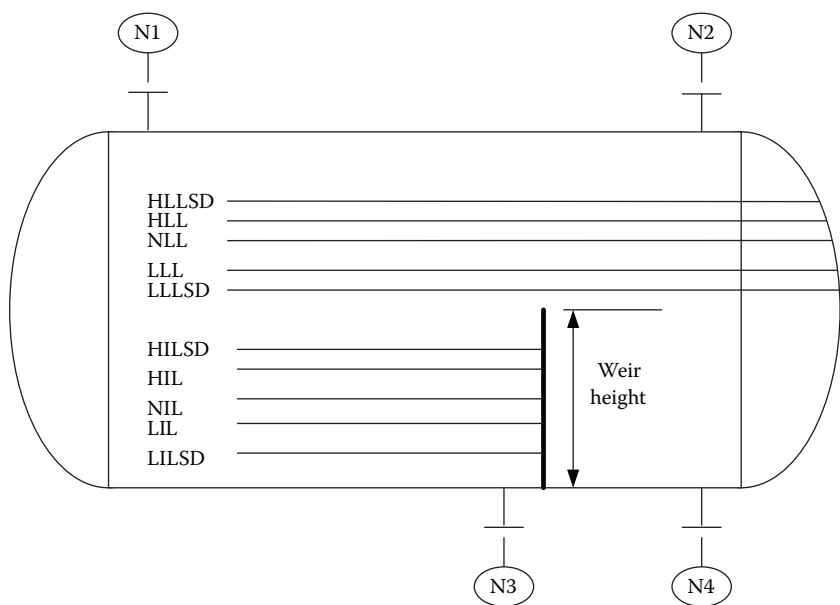 N1
N2
HLLSD
HLL
NLL
LLL
LLLSD
HILSD
HIL
NIL
LIL
LILSD
Weir
height
N3
N4